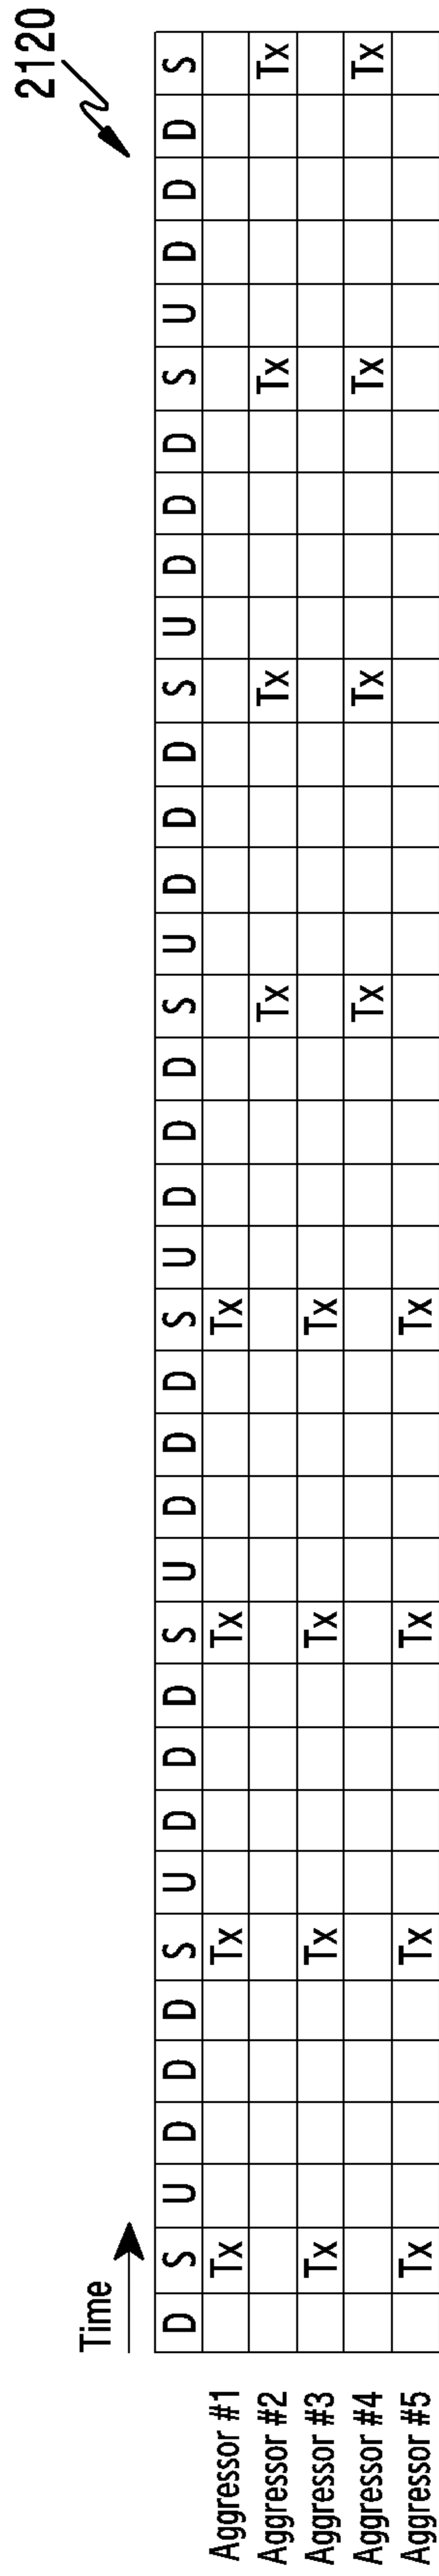 2120
Time
D S U D D D S U D D D S U D D D S U D D D S U D D D S U D D D S U D D D S
Aggressor #1 Tx Tx Tx Tx
Aggressor #2 Tx Tx Tx Tx
Aggressor #3 Tx Tx Tx Tx
Aggressor #4 Tx Tx Tx Tx
Aggressor #5 Tx Tx Tx Tx